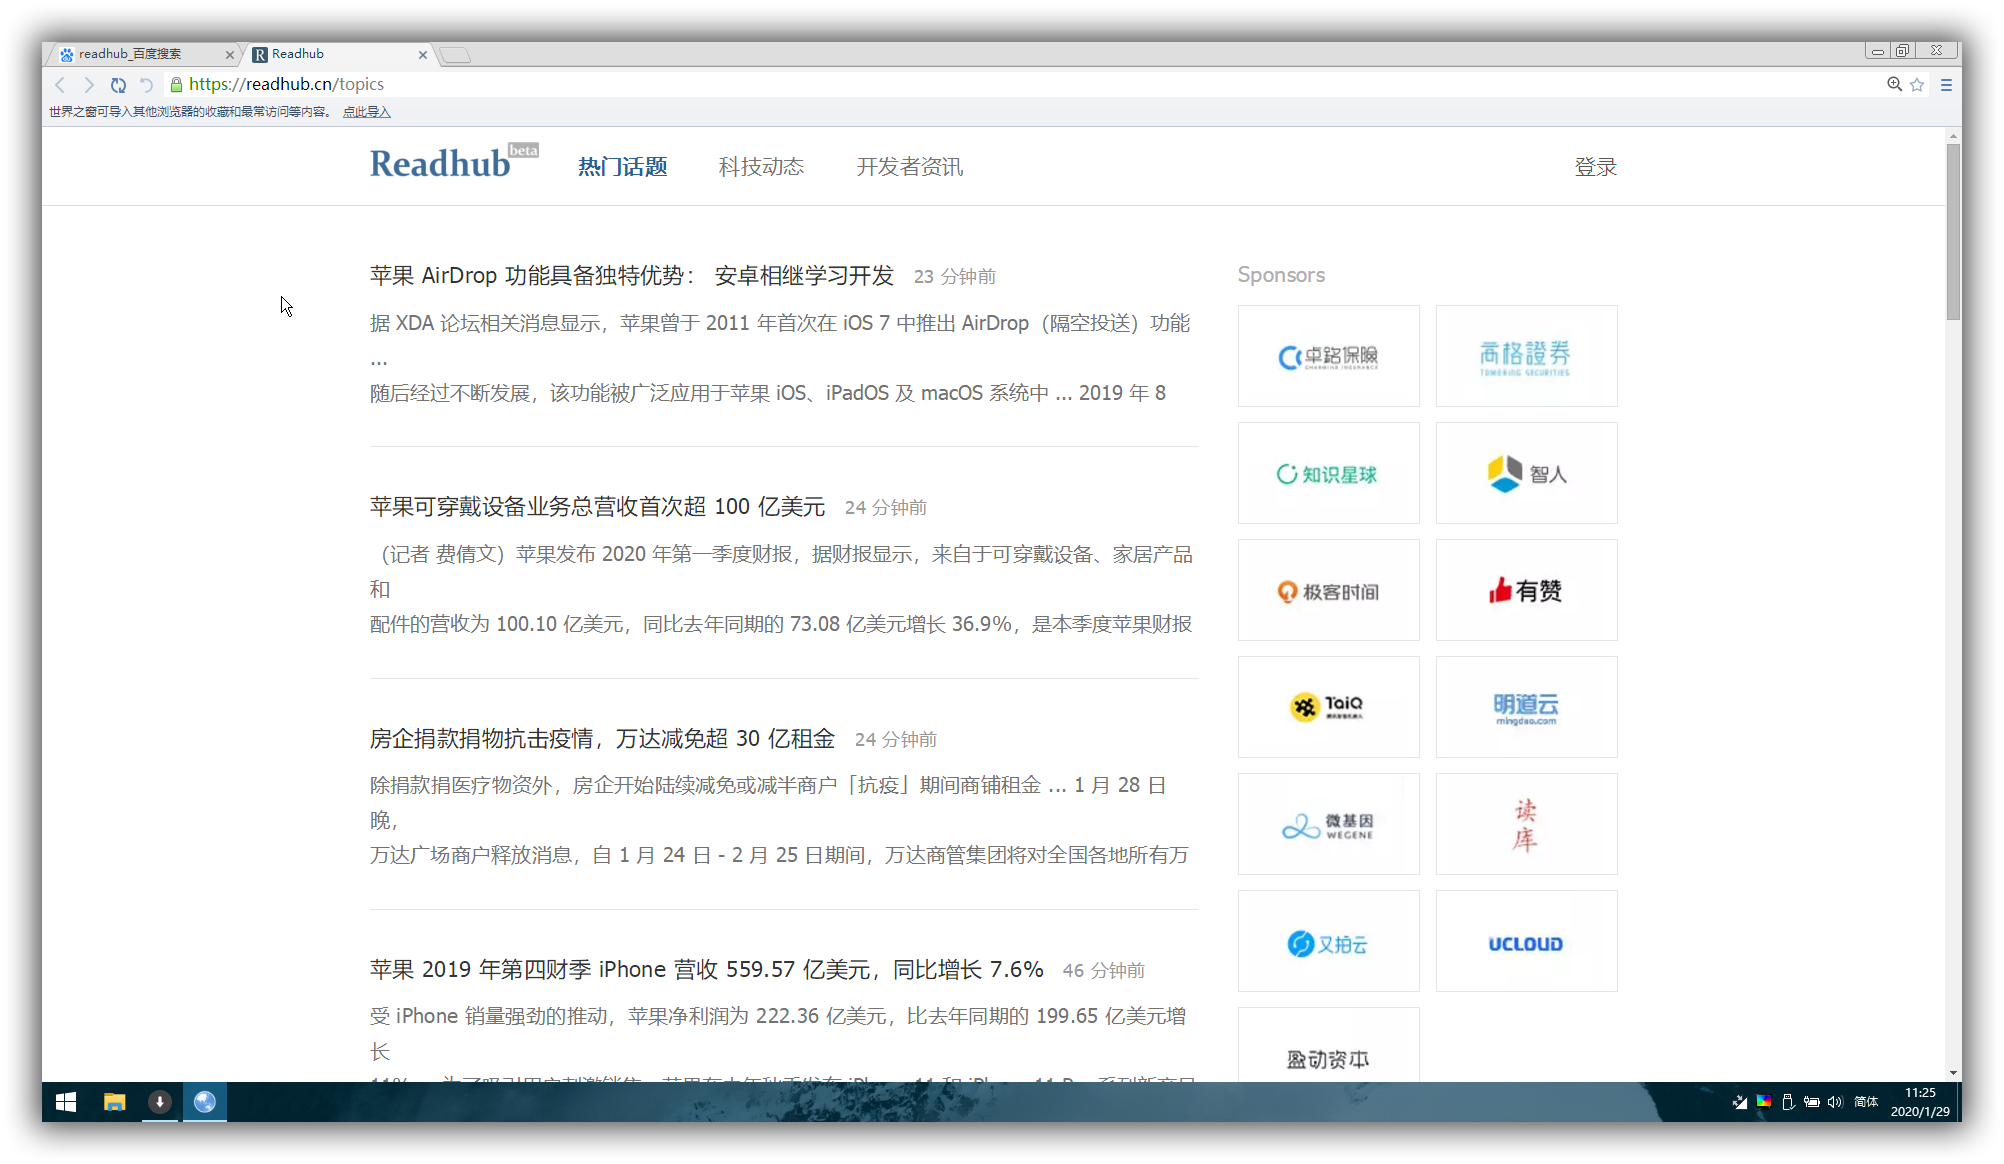 readhub_百度搜索
Readhub
https://readhub.cn/topics
世界之窗可导入其他浏览器的收藏和最常访问等内容。 点此导入
Readhub beta 热门话题 科技动态 开发者资讯 登录
苹果 AirDrop 功能具备独特优势： 安卓相继学习开发 23 分钟前
据 XDA 论坛相关消息显示，苹果曾于 2011 年首次在 iOS 7 中推出 AirDrop（隔空投送）功能
...
随后经过不断发展，该功能被广泛应用于苹果 iOS、iPadOS 及 macOS 系统中 ... 2019 年 8
苹果可穿戴设备业务总营收首次超 100 亿美元 24 分钟前
（记者 费倩文）苹果发布 2020 年第一季度财报，据财报显示，来自于可穿戴设备、家居产品
和
配件的营收为 100.10 亿美元，同比去年同期的 73.08 亿美元增长 36.9%，是本季度苹果财报
房企捐款捐物抗击疫情，万达减免超 30 亿租金 24 分钟前
除捐款捐医疗物资外，房企开始陆续减免或减半商户「抗疫」期间商铺租金 ... 1 月 28 日
晚，
万达广场商户释放消息，自 1 月 24 日 - 2 月 25 日期间，万达商管集团将对全国各地所有万
苹果 2019 年第四财季 iPhone 营收 559.57 亿美元，同比增长 7.6% 46 分钟前
受 iPhone 销量强劲的推动，苹果净利润为 222.36 亿美元，比去年同期的 199.65 亿美元增
长
Sponsors
卓銘保險
CHARMING INSURANCE
高格證券
TOWERING SECURITIES
知识星球
智人
极客时间
有赞
TaiQ
明道云
mingdao.com
微基因
WEGENE
读
库
又拍云
UCLOUD
盈动资本
简体
11:25
2020/1/29